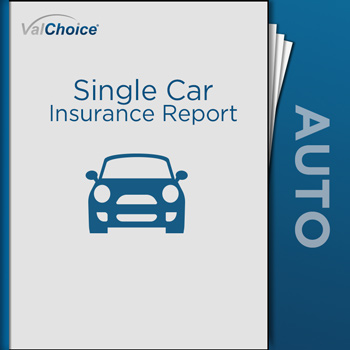 ValChoice®
Single Car
Insurance Report
AUTO